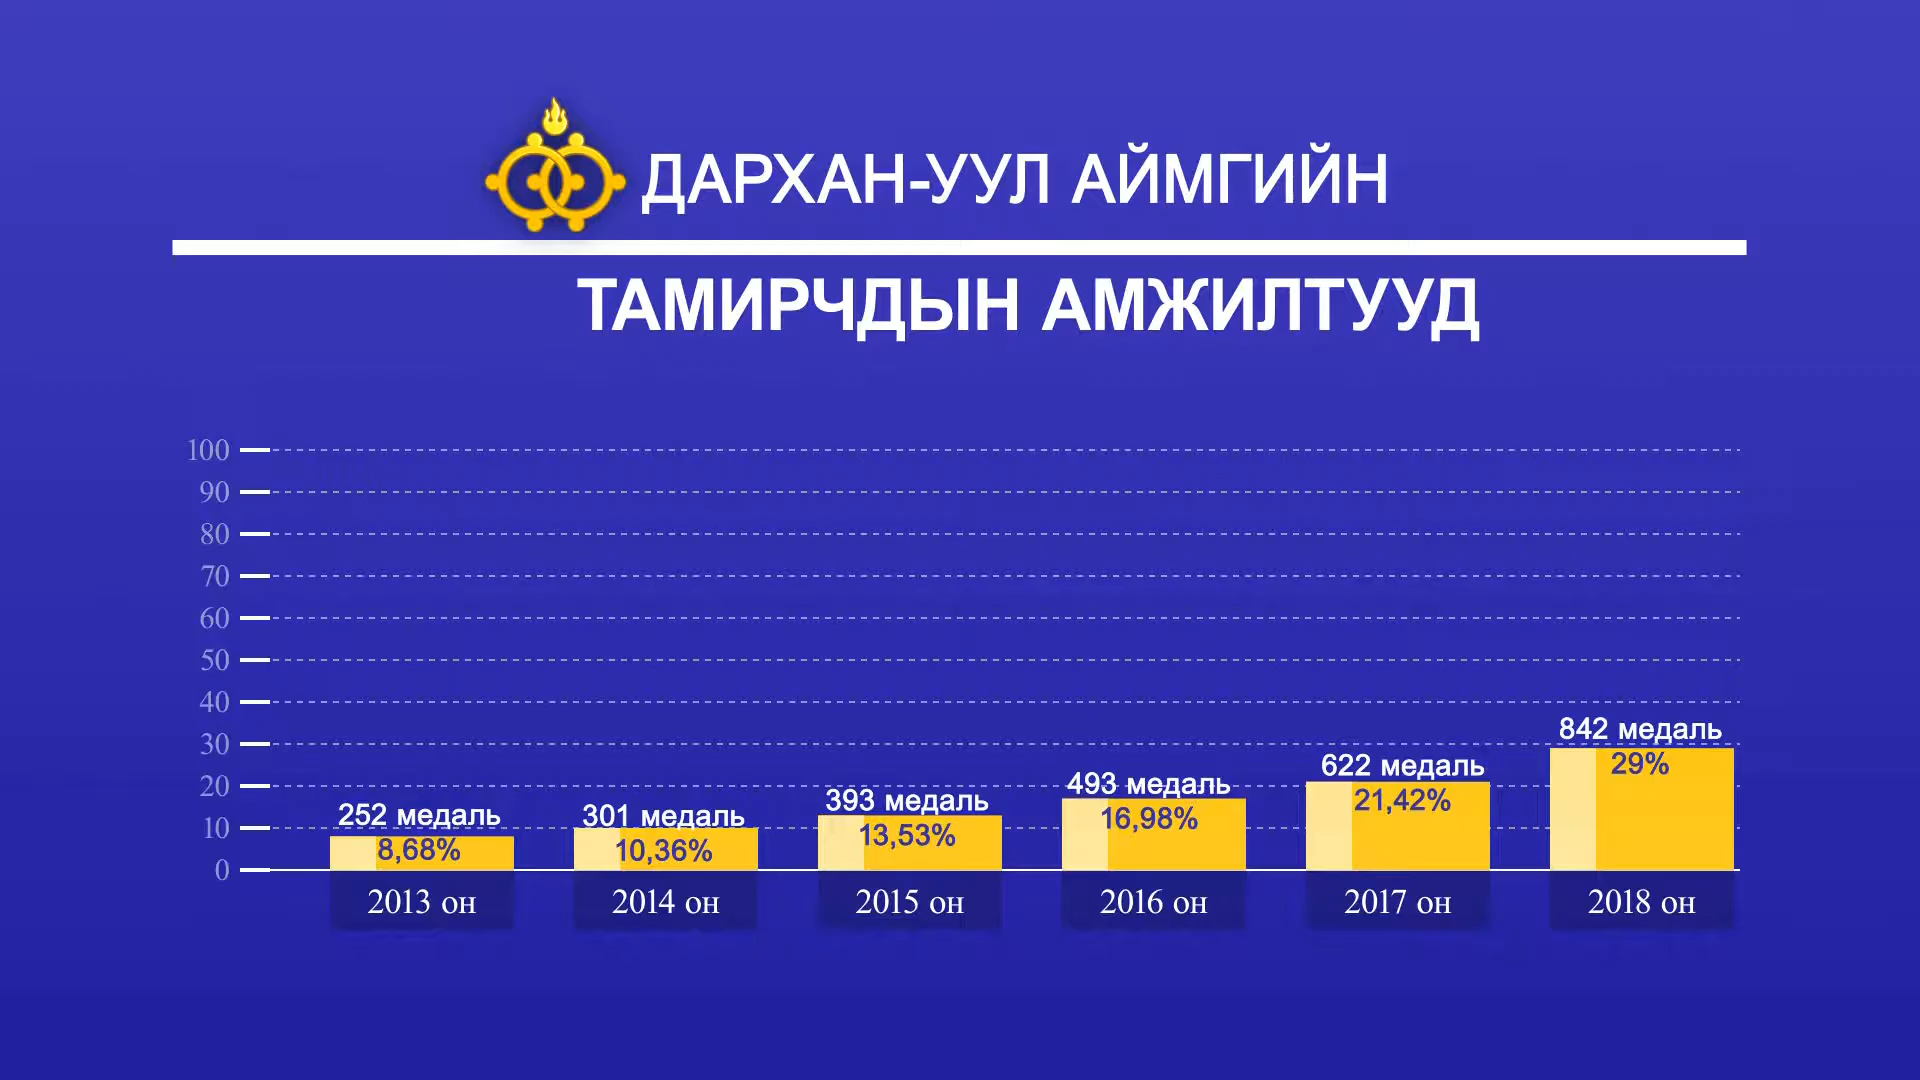 ДАРХАН-УУЛ АЙМГИЙН
ТАМИРЧДЫН АМЖИЛТУУД
100
90
80
70
60
50
40
30
20
10
0
252 медаль
8,68%
2013 он
301 медаль
10,36%
2014 он
393 медаль
13,53%
2015 он
493 медаль
16,98%
2016 он
622 медаль
21,42%
2017 он
842 медаль
29%
2018 он